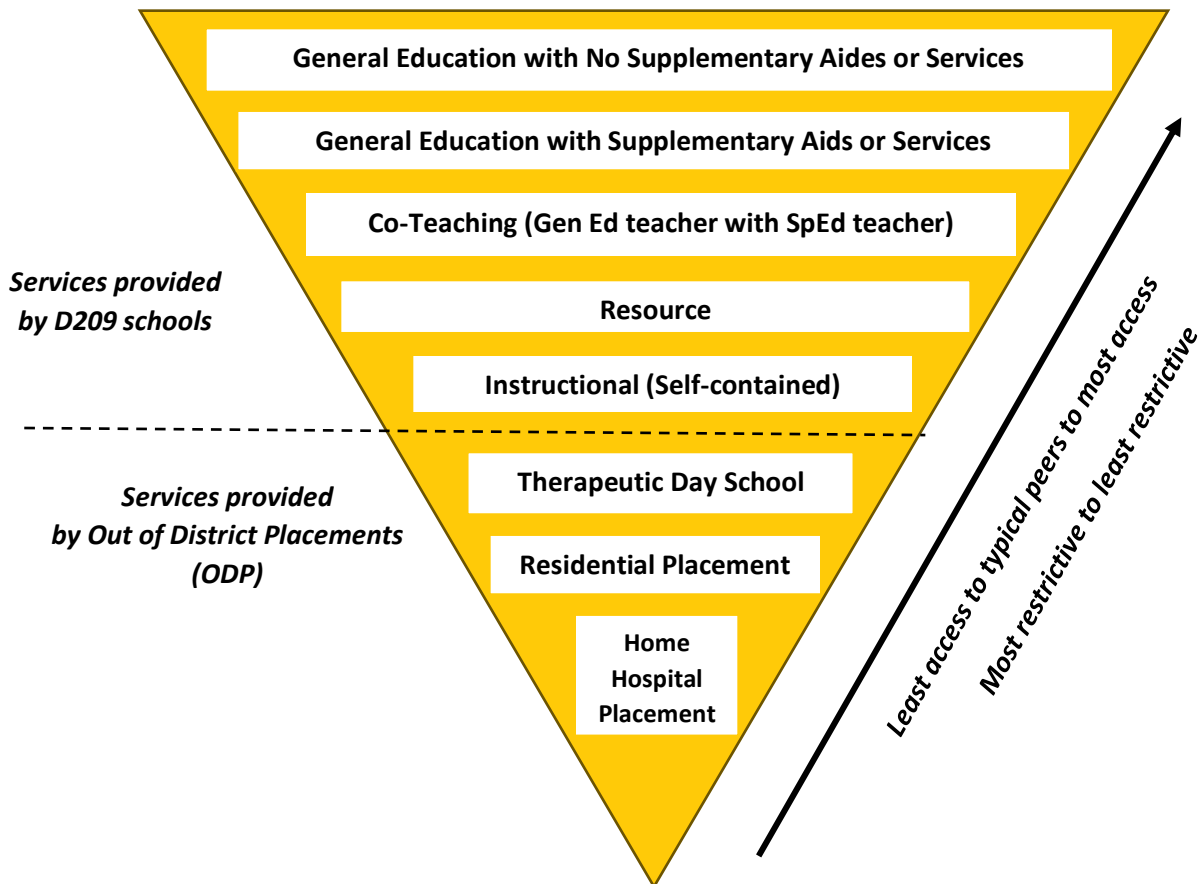 General Education with No Supplementary Aides or Services
General Education with Supplementary Aids or Services
Co-Teaching (Gen Ed teacher with SpEd teacher)
Services provided
by D209 schools
Resource
Instructional (Self-contained)
Services provided
by Out of District Placements
(ODP)
Therapeutic Day School
Residential Placement
Home
Hospital
Placement
Least access to typical peers to most access
Most restrictive to least restrictive